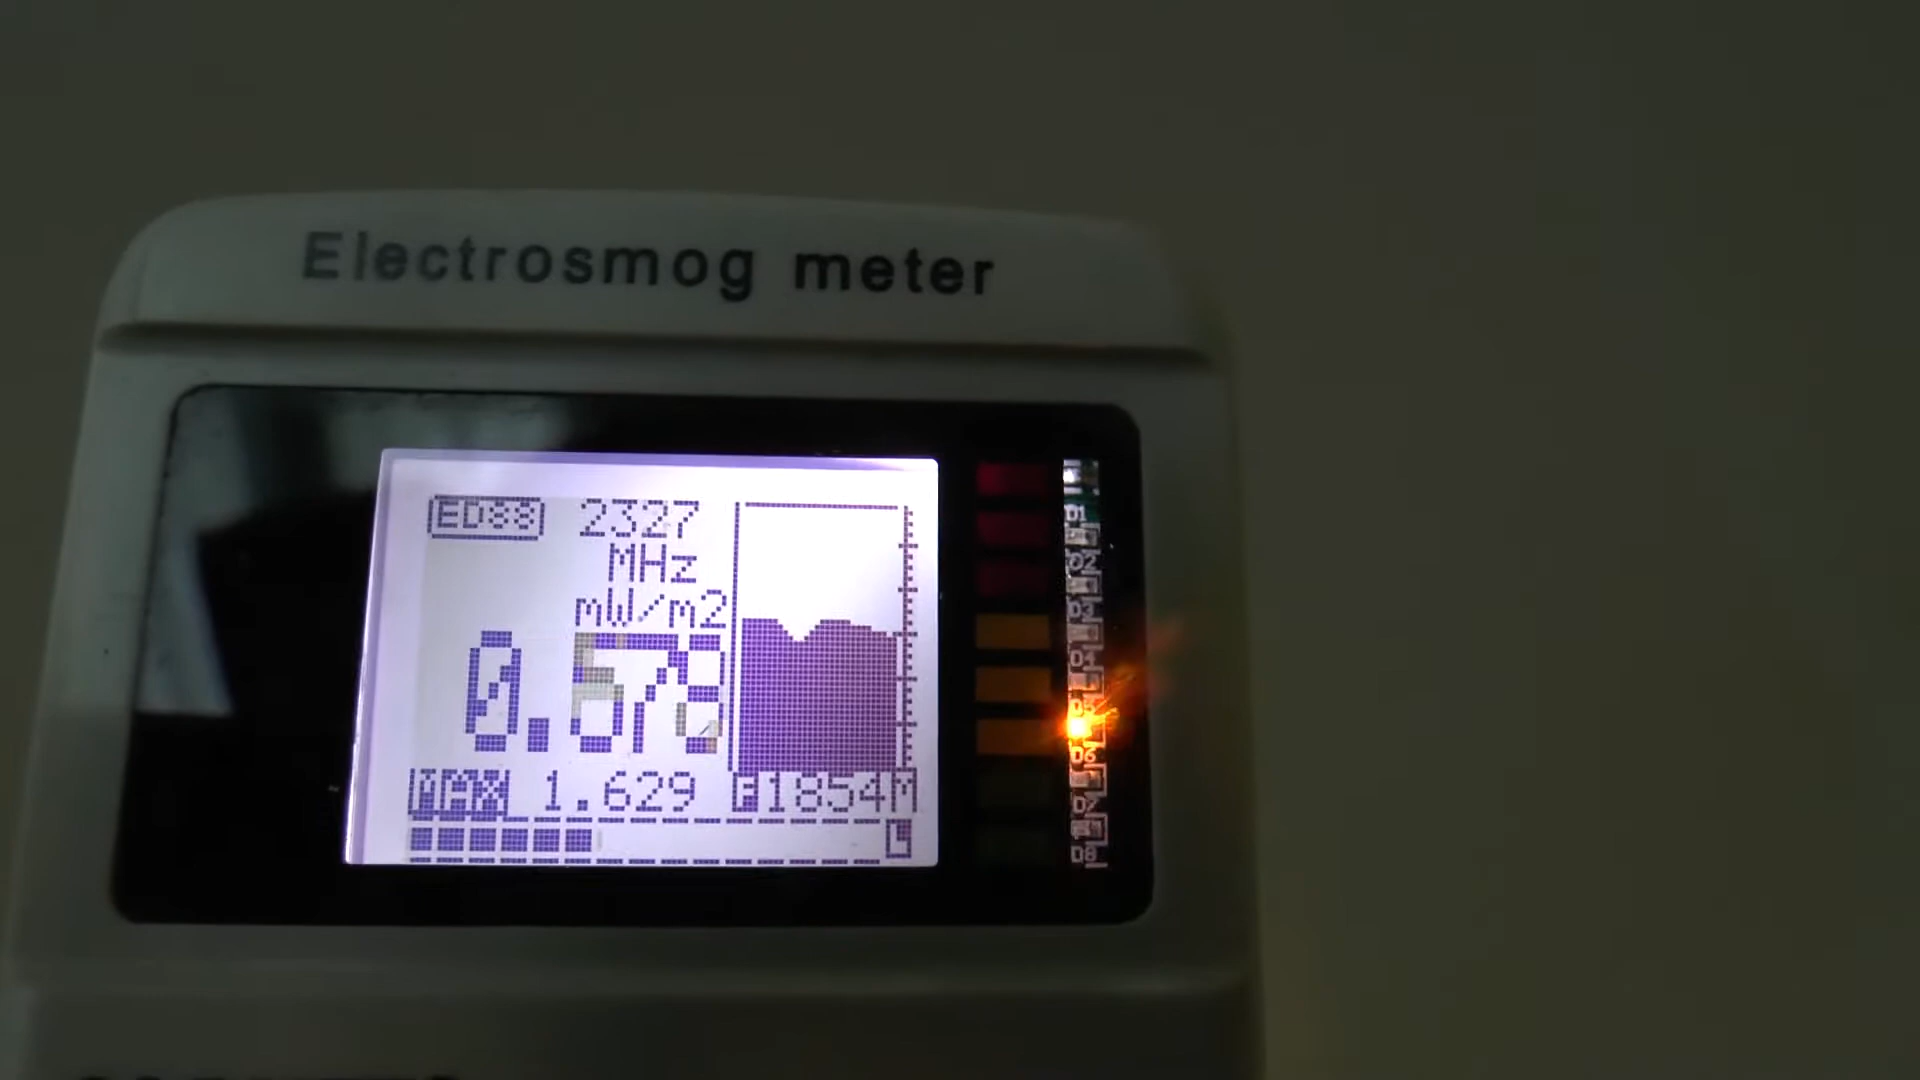 Electrosmog meter
ED88 2327
MHz
mW/m2
MAX 1.629 F1854M
L
D1
D2
D3
D4
D5
D6
D7
D8